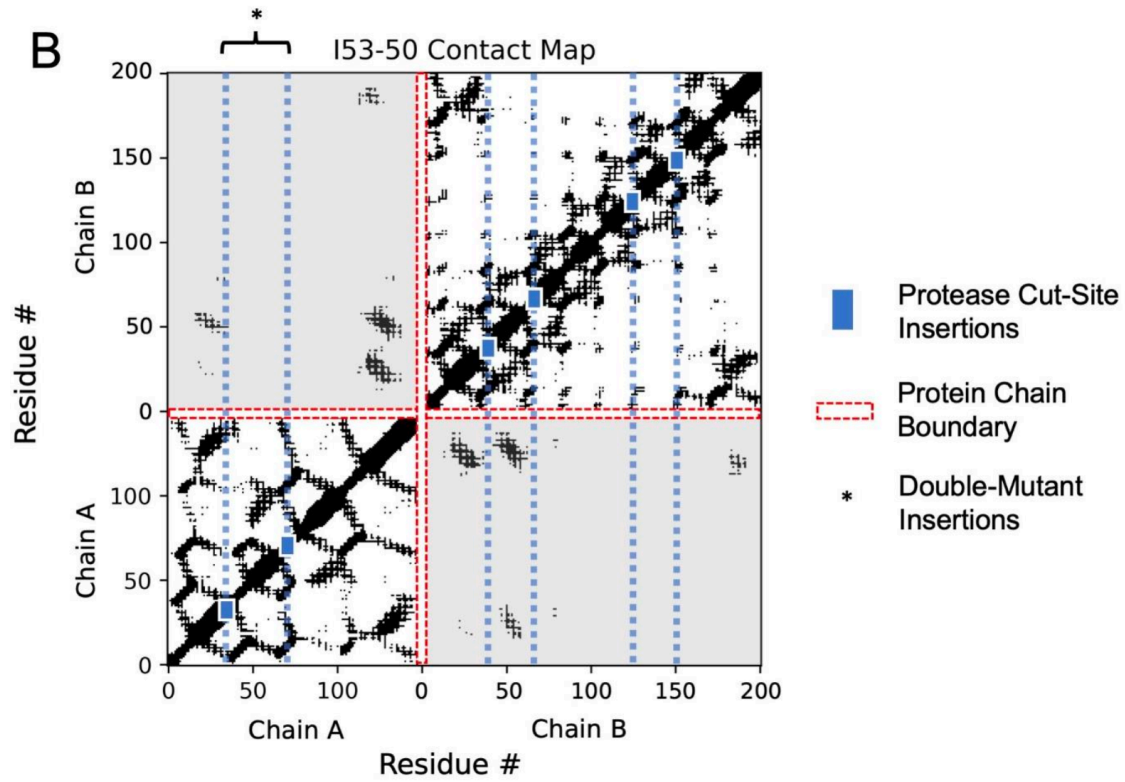 *
B
I53-50 Contact Map
200
150
100
50
0
100
50
0
Chain B
Chain A
Residue #
0
50
100
0
50
100
150
200
Chain A
Chain B
Residue #
Protease Cut-Site
Insertions
Protein Chain
Boundary
* Double-Mutant
Insertions